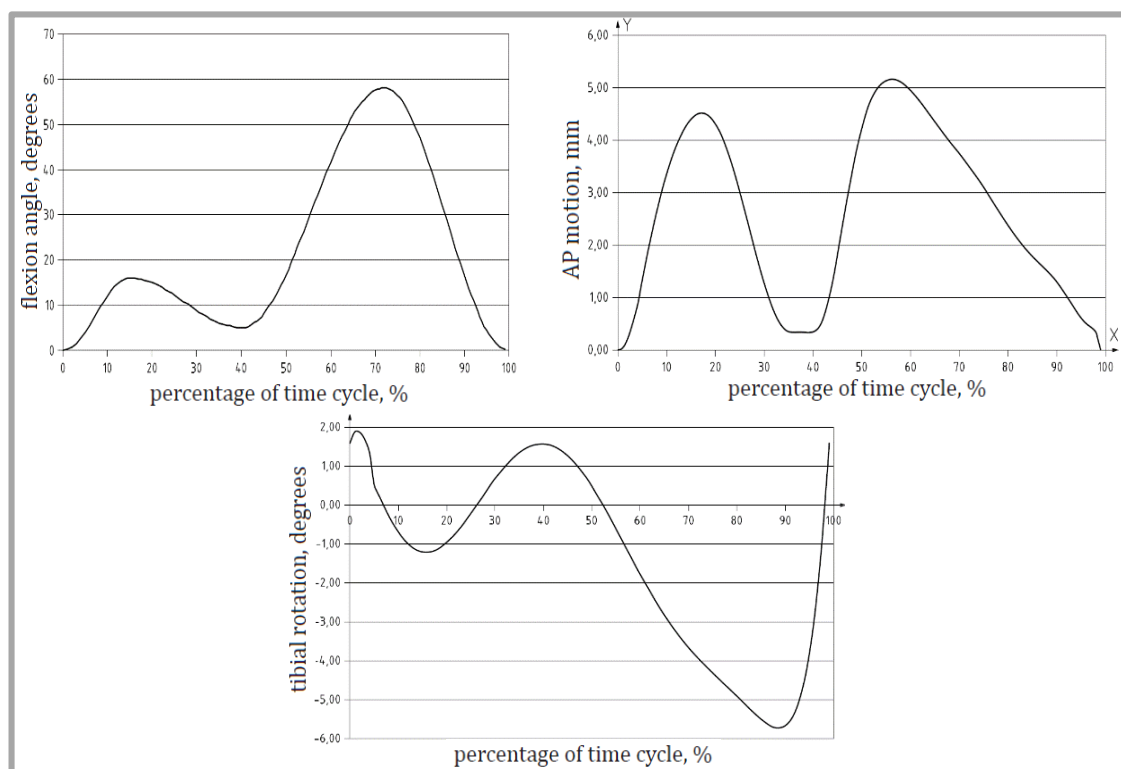 flexion angle, degrees
70
60
50
40
30
20
10
0
0 10 20 30 40 50 60 70 80 90 100
percentage of time cycle, %
Y
AP motion, mm
6,00
5,00
4,00
3,00
2,00
1,00
0,00
X
0 10 20 30 40 50 60 70 80 90 100
percentage of time cycle, %
tibial rotation, degrees
2,00
1,00
0,00
-1,00
-2,00
-3,00
-4,00
-5,00
-6,00
0 10 20 30 40 50 60 70 80 90 100
percentage of time cycle, %